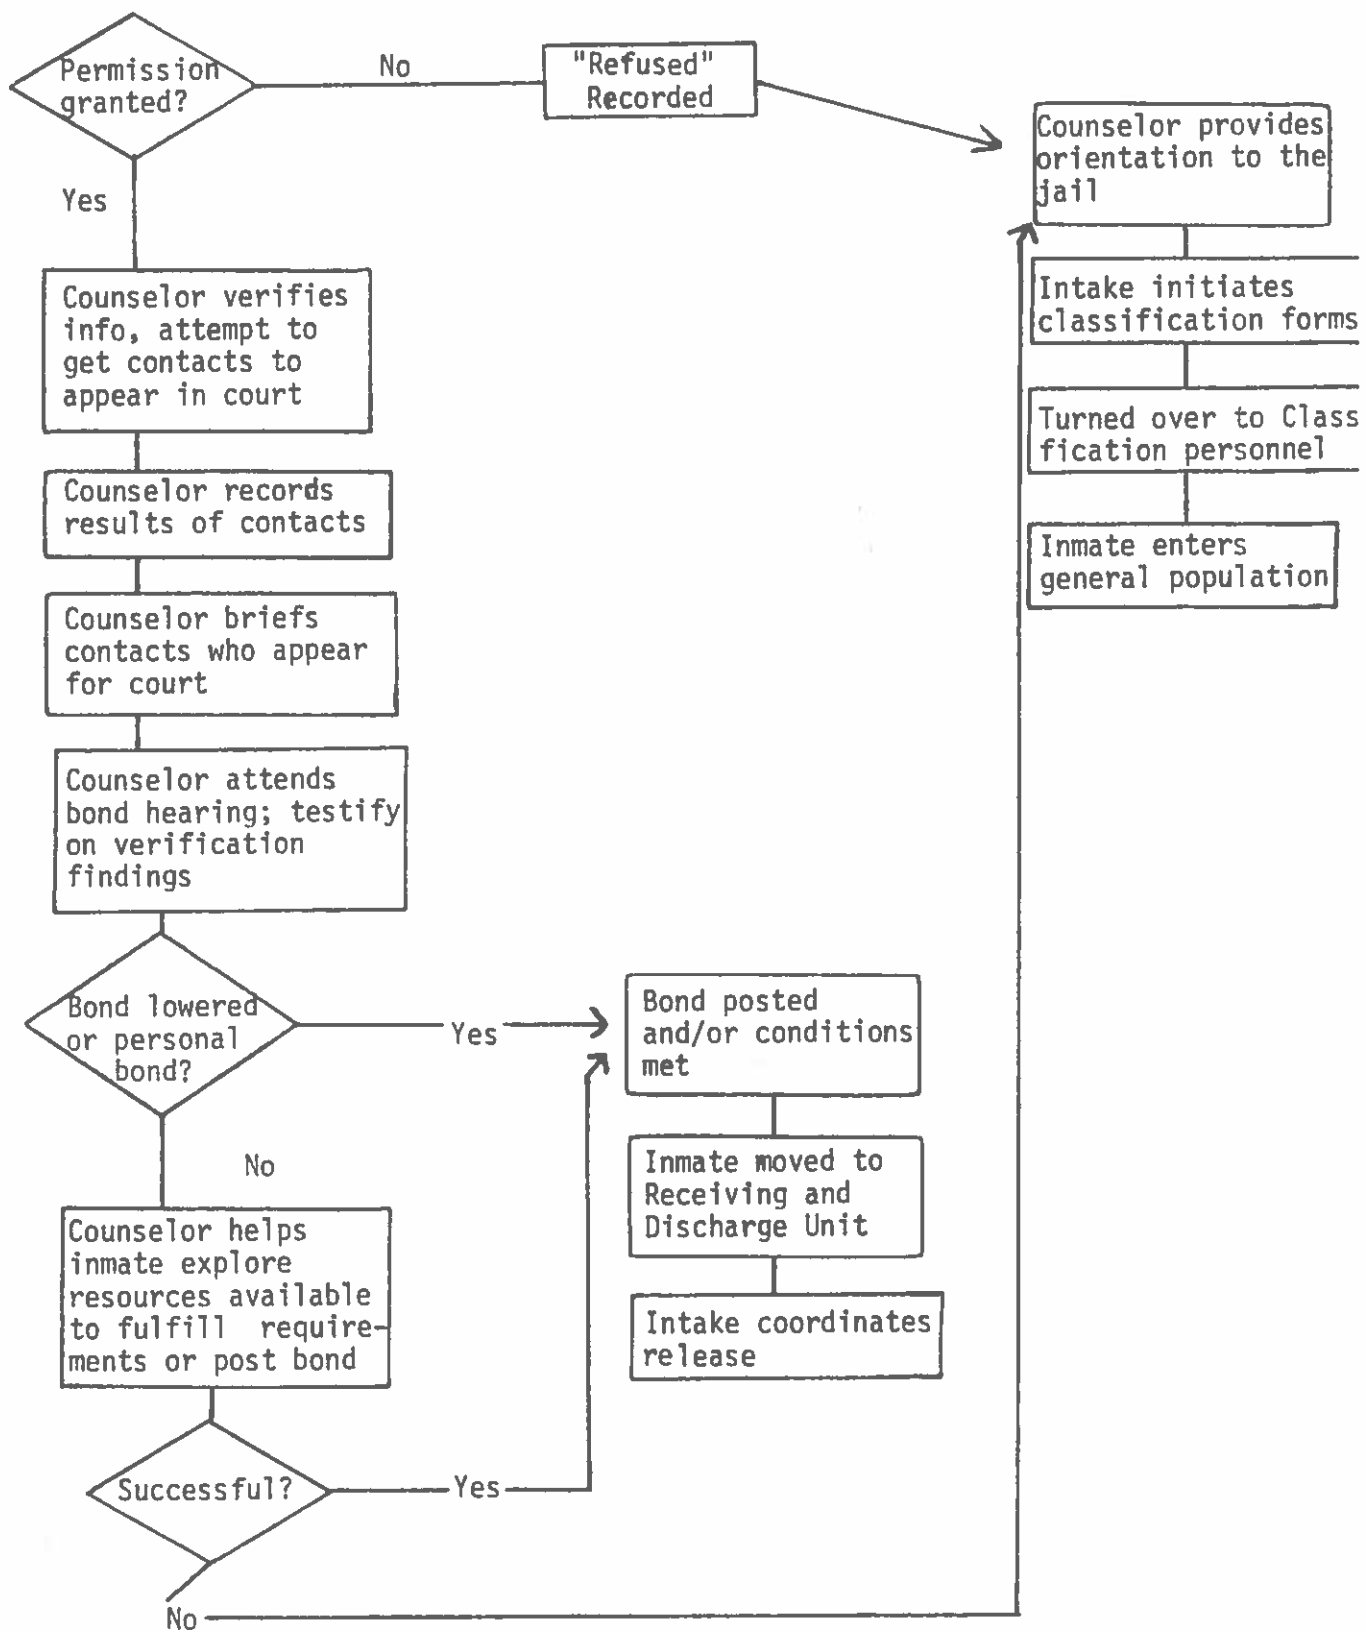 Permission
granted?
No
"Refused"
Recorded
Yes
Counselor verifies
info, attempt to
get contacts to
appear in court
Counselor records
results of contacts
Counselor briefs
contacts who appear
for court
Counselor attends
bond hearing; testify
on verification
findings
Bond lowered
or personal
bond?
Yes
No
Counselor helps
inmate explore
resources available
to fulfill require-
ments or post bond
Successful?
Yes
No
Bond posted
and/or conditions
met
Inmate moved to
Receiving and
Discharge Unit
Intake coordinates
release
Counselor provides
orientation to the
jail
Intake initiates
classification forms
Turned over to Class
fication personnel
Inmate enters
general population